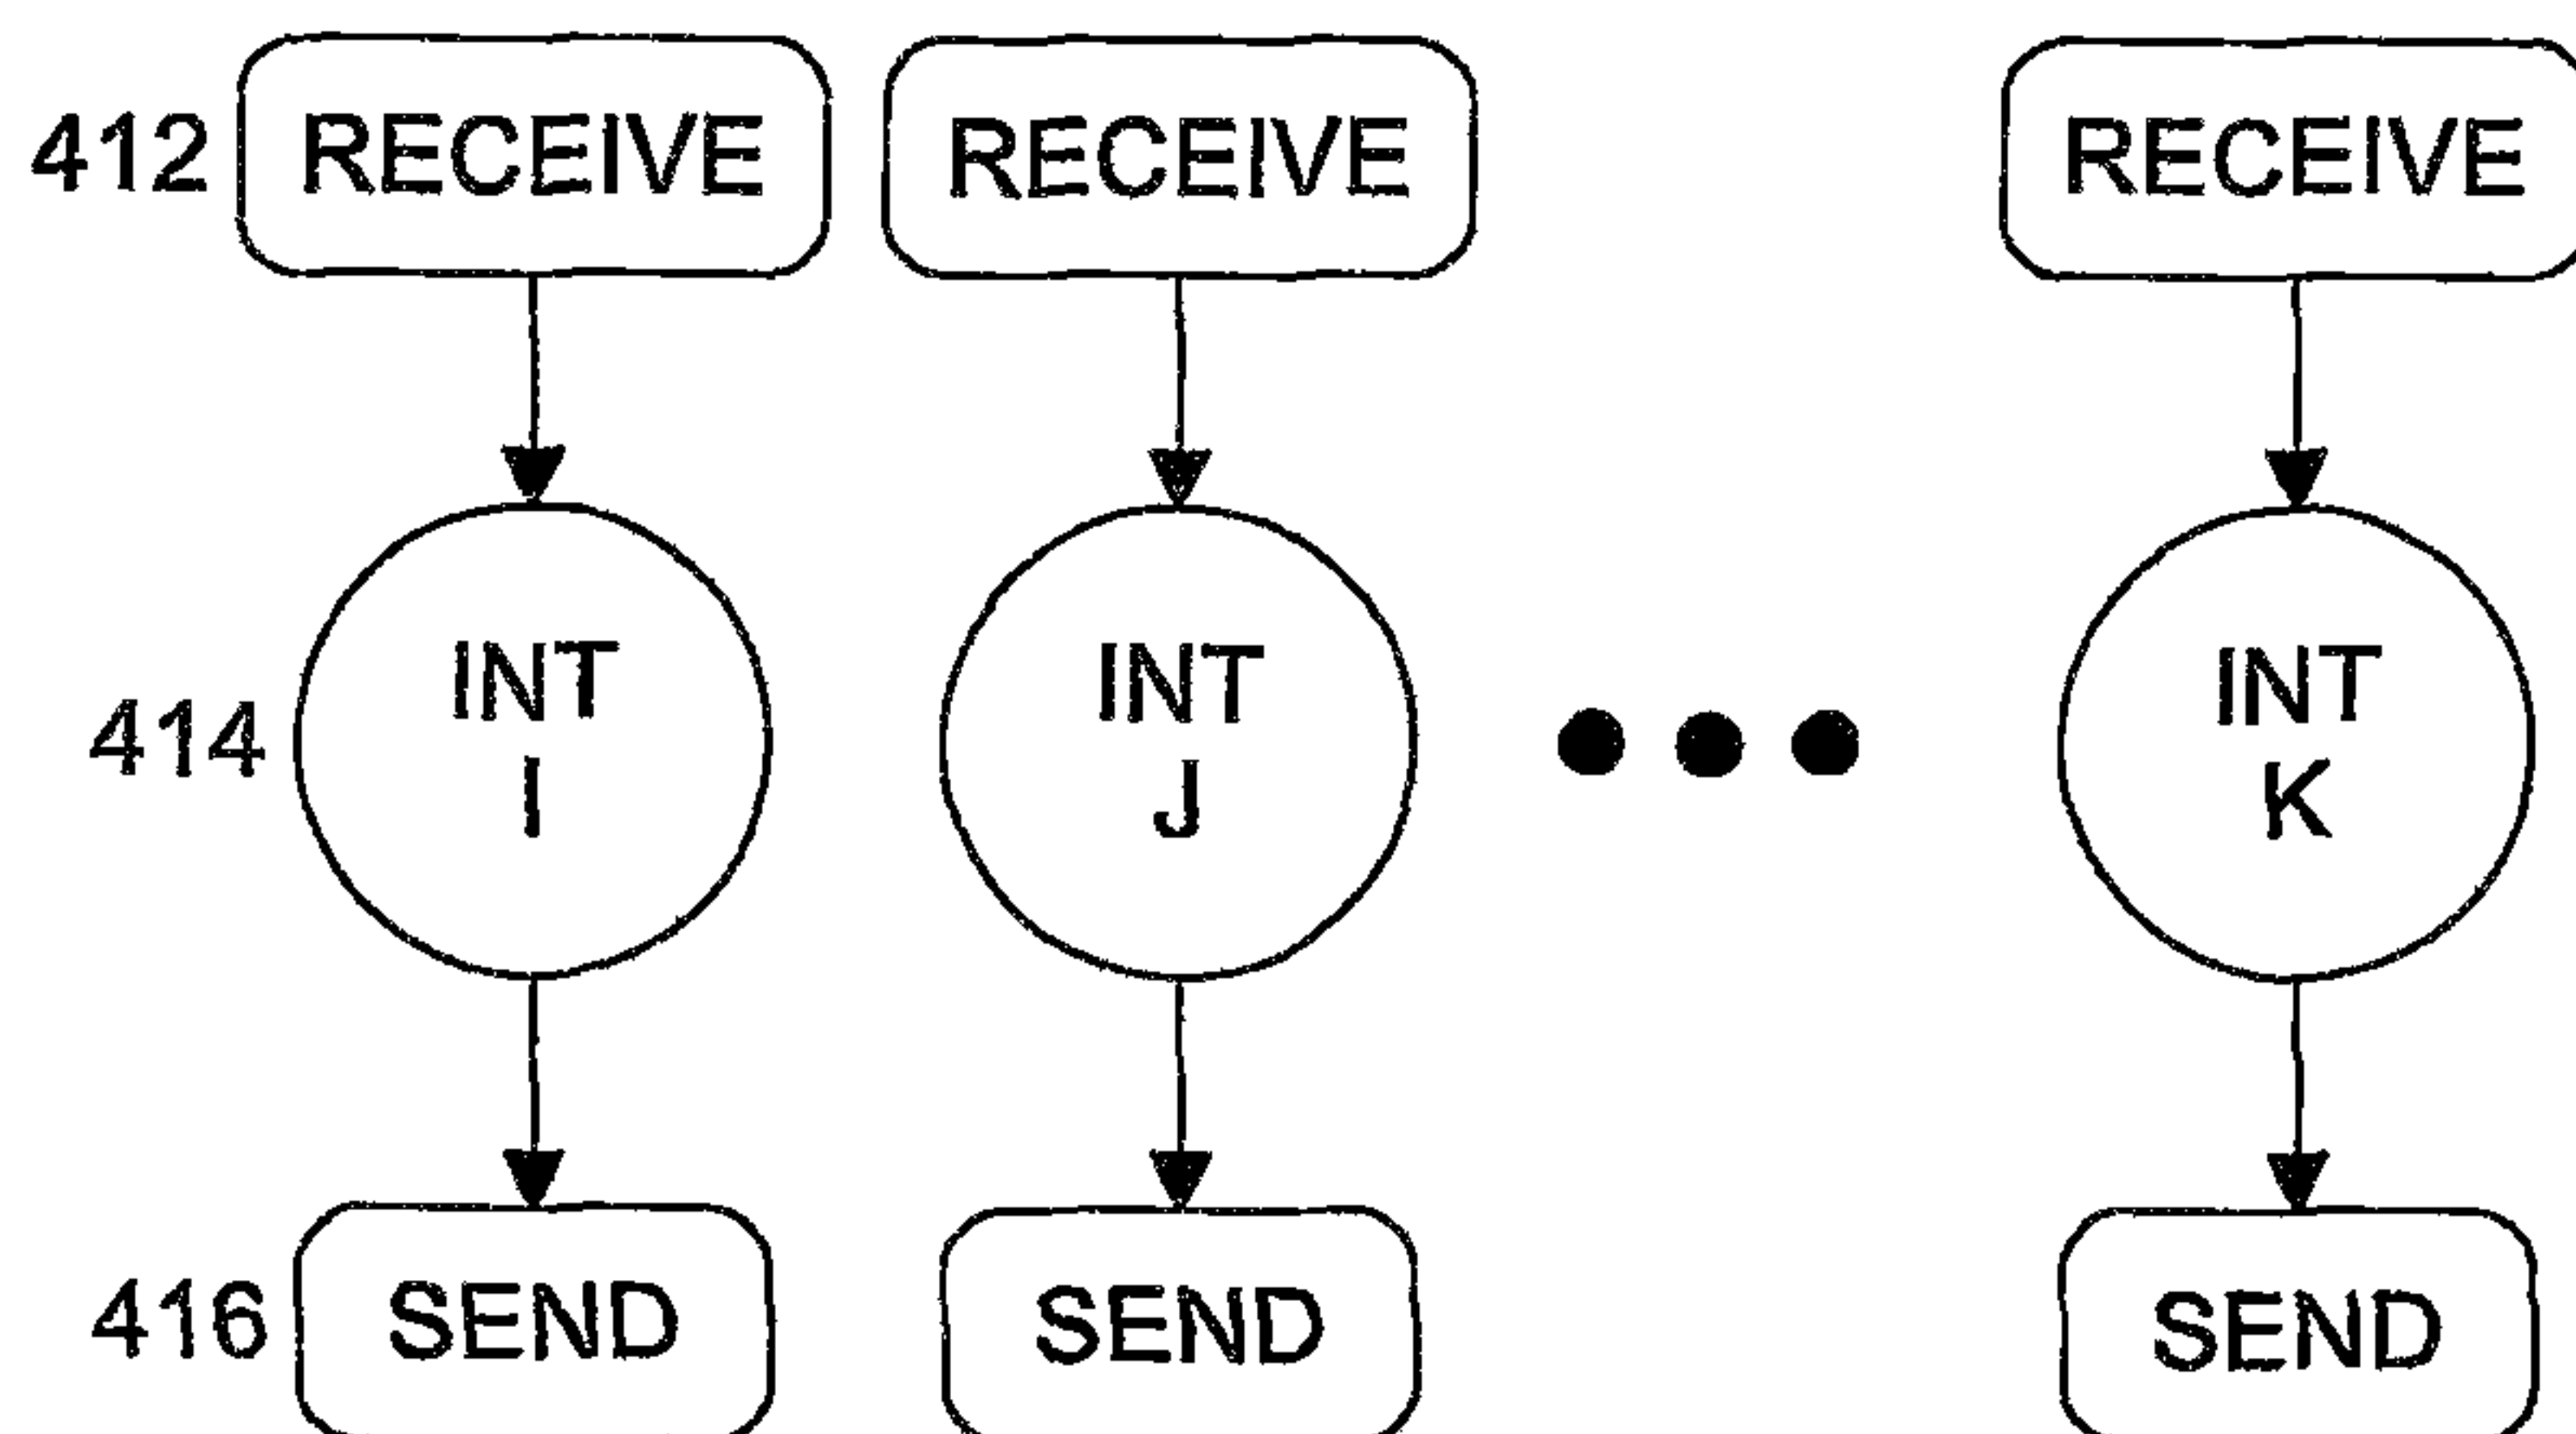 412 RECEIVE RECEIVE RECEIVE
INT INT INT
414 I J K
416 SEND SEND SEND